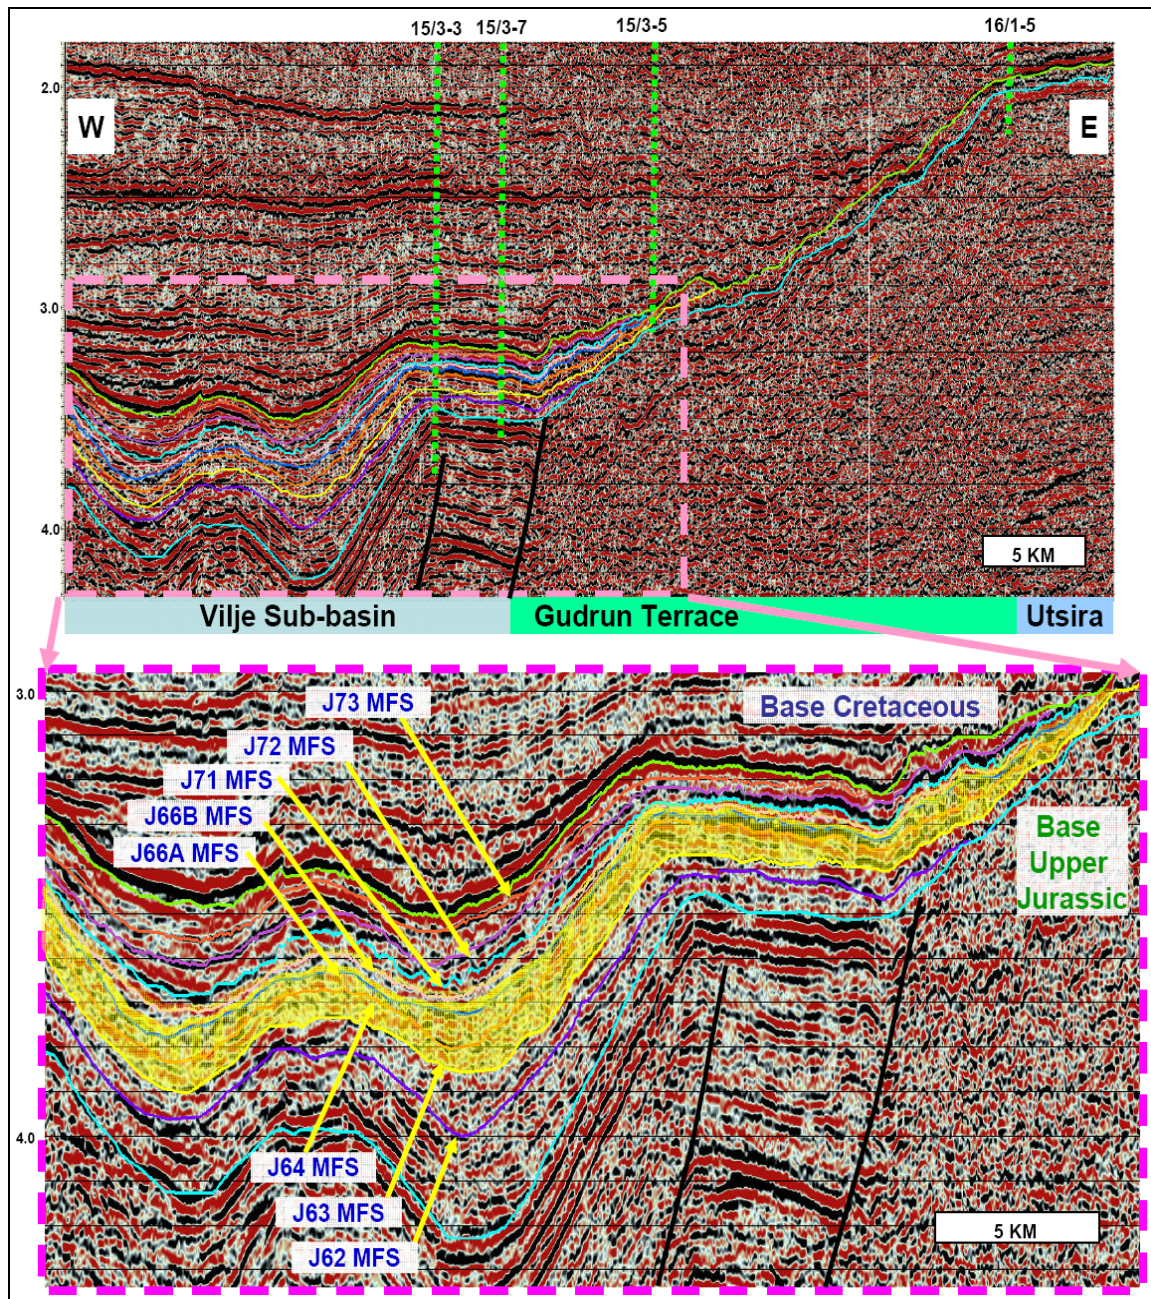 15/3-3 15/3-7 15/3-5 16/1-5
2.0
W
E
3.0
4.0
5 KM
Vilje Sub-basin Gudrun Terrace Utsira
3.0
J73 MFS
Base Cretaceous
J72 MFS
J71 MFS
J66B MFS
J66A MFS
Base
Upper
Jurassic
4.0
J64 MFS
J63 MFS
J62 MFS
5 KM